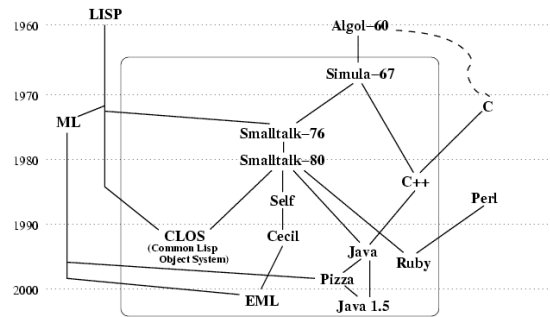 LISP
1960
Algol–60
Simula–67
1970
C
ML
Smalltalk–76
1980
Smalltalk–80
C++
Self
Perl
1990
CLOS
(Common Lisp
Object System)
Cecil
Java
Ruby
Pizza
2000
EML
Java 1.5